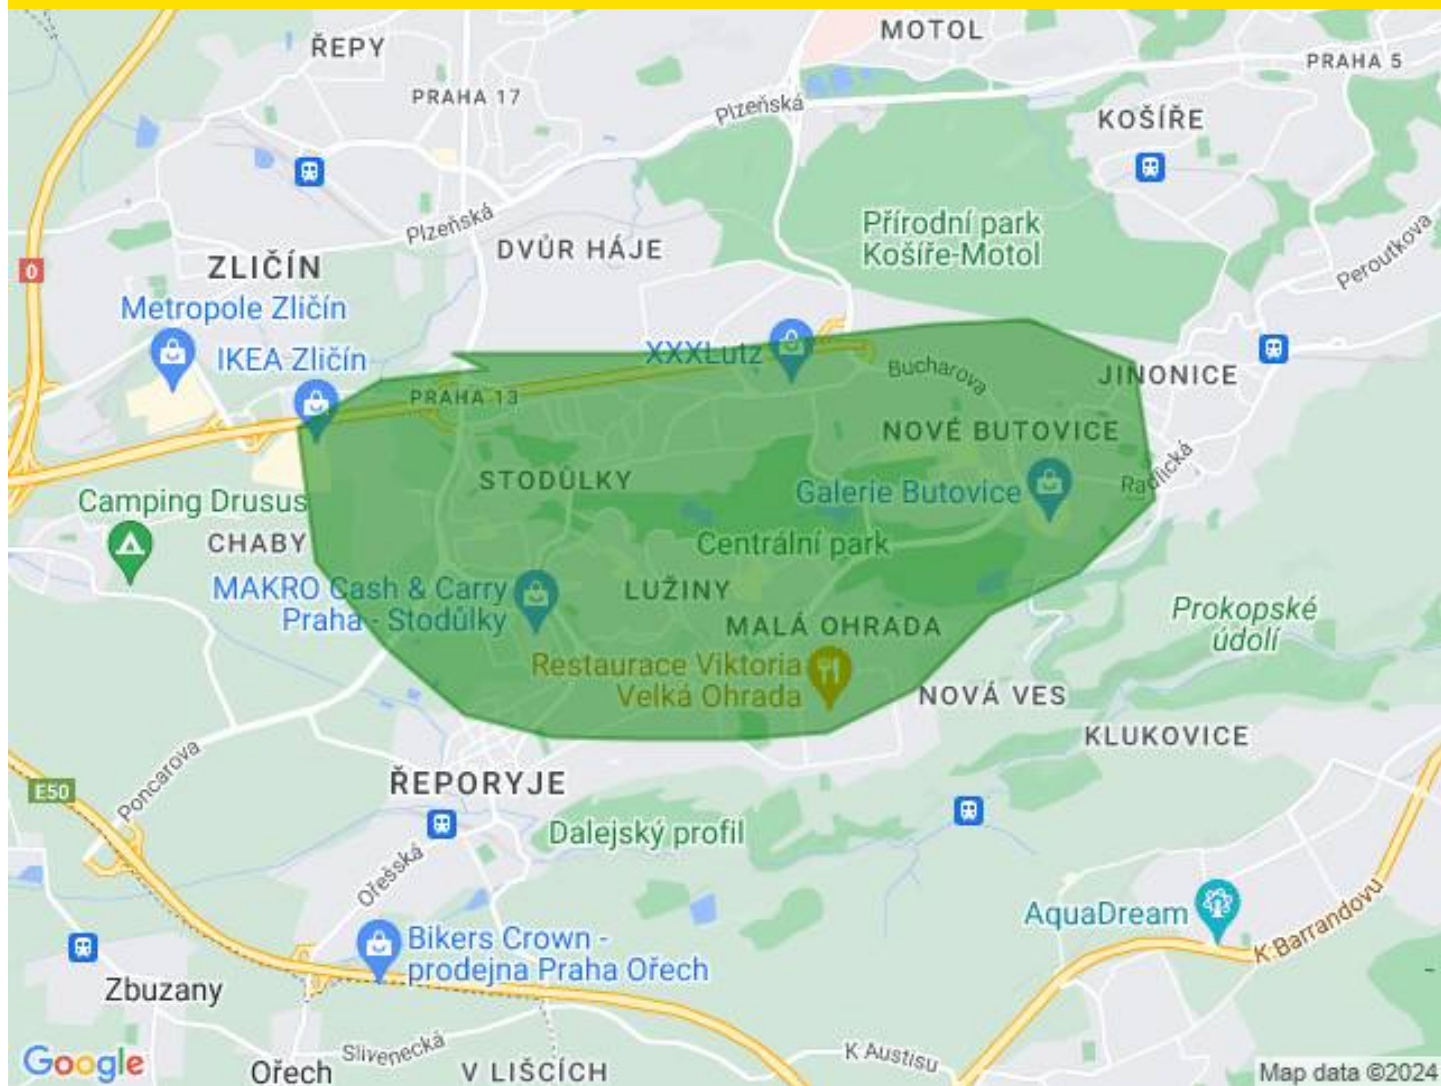 ŘEPY
MOTOL
PRAHA 5
PRAHA 17
Plzeňská
KOŠÍŘE
Plzeňská
DVŮR HÁJE
Přírodní park
Košíře-Motol
Peroutkova
0
ZLIČÍN
Metropole Zličín
IKEA Zličín
XXXLutz
Bucharova
JINONICE
PRAHA 13
NOVÉ BUTOVICE
STODŮLKY
Galerie Butovice
Radlická
Camping Drusus
CHABY
Centrální park
MAKRO Cash & Carry
Praha - Stodůlky
LUŽINY
MALÁ OHRADA
Prokopské
údolí
Restaurace Viktoria
Velká Ohrada
NOVÁ VES
KLUKOVICE
Poncarova
E50
ŘEPORYJE
Dalejský profil
Ořešská
AquaDream
K Barrandovu
Bikers Crown -
prodejna Praha Ořech
Zbuzany
Slivenecká
Ořech
V LIŠCÍCH
K Austisu
Google
Map data ©2024